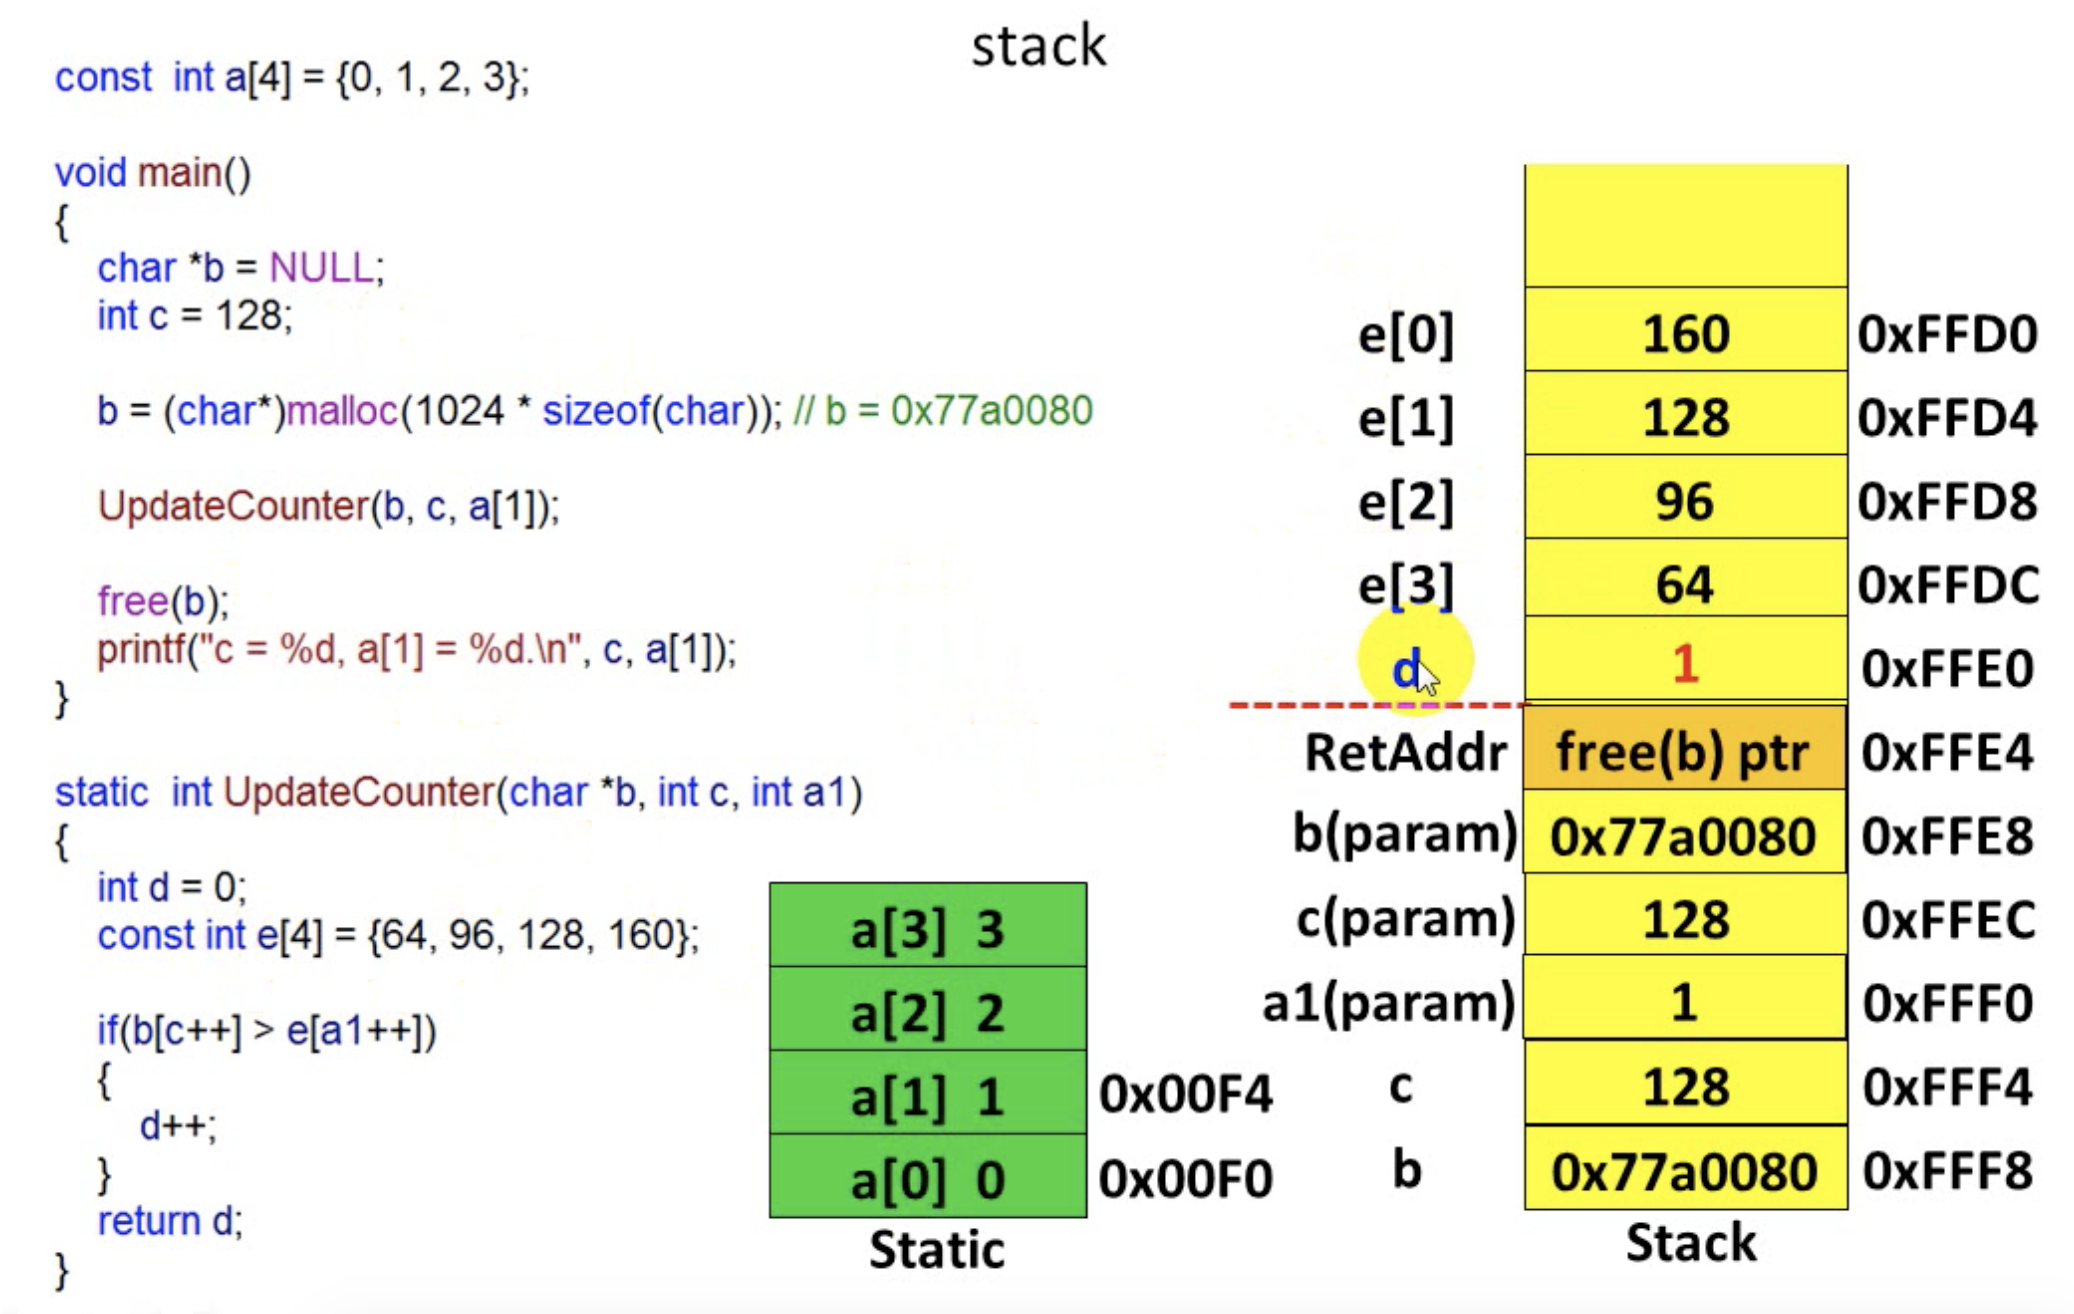 stack
const int a[4] = {0, 1, 2, 3};
void main()
{
char *b = NULL;
int c = 128;
b = (char*)malloc(1024 * sizeof(char)); // b = 0x77a0080
UpdateCounter(b, c, a[1]);
free(b);
printf("c = %d, a[1] = %d.\n", c, a[1]);
}
static int UpdateCounter(char *b, int c, int a1)
{
int d = 0;
const int e[4] = {64, 96, 128, 160};
if(b[c++] > e[a1++])
{
d++;
}
return d;
}
a[3] 3
a[2] 2
a[1] 1 0x00F4
a[0] 0 0x00F0
Static
e[0] 160 0xFFD0
e[1] 128 0xFFD4
e[2] 96 0xFFD8
e[3] 64 0xFFDC
d 1 0xFFE0
RetAddr free(b) ptr 0xFFE4
b(param) 0x77a0080 0xFFE8
c(param) 128 0xFFEC
a1(param) 1 0xFFF0
c 128 0xFFF4
b 0x77a0080 0xFFF8
Stack